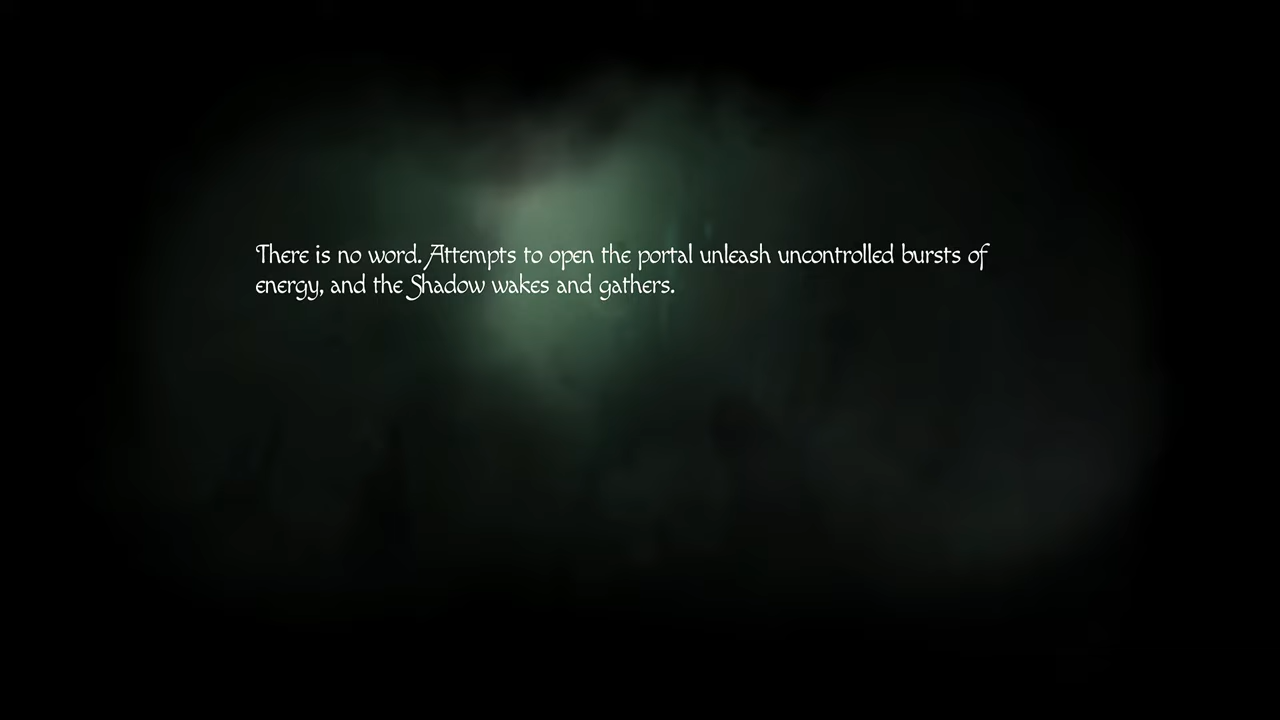 There is no word. Attempts to open the portal unleash uncontrolled bursts of
energy, and the Shadow wakes and gathers.